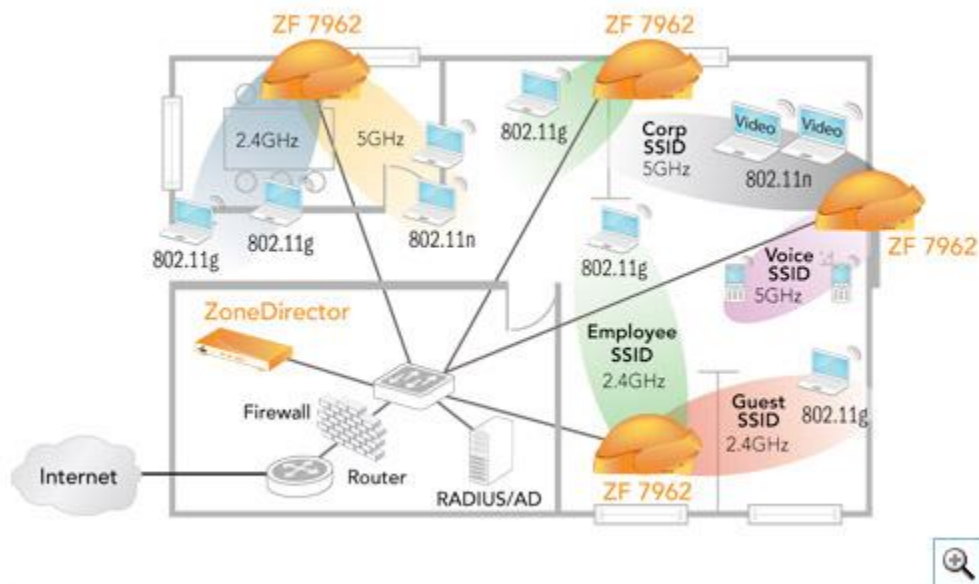 ZF 7962
ZF 7962
2.4GHz
5GHz
802.11g
802.11g
802.11n
802.11g
Corp
SSID
5GHz
Video
Video
802.11n
ZF 7962
802.11g
Voice
SSID
5GHz
ZoneDirector
Employee
SSID
2.4GHz
Guest
SSID
2.4GHz
802.11g
Firewall
Internet
Router
RADIUS/AD
ZF 7962